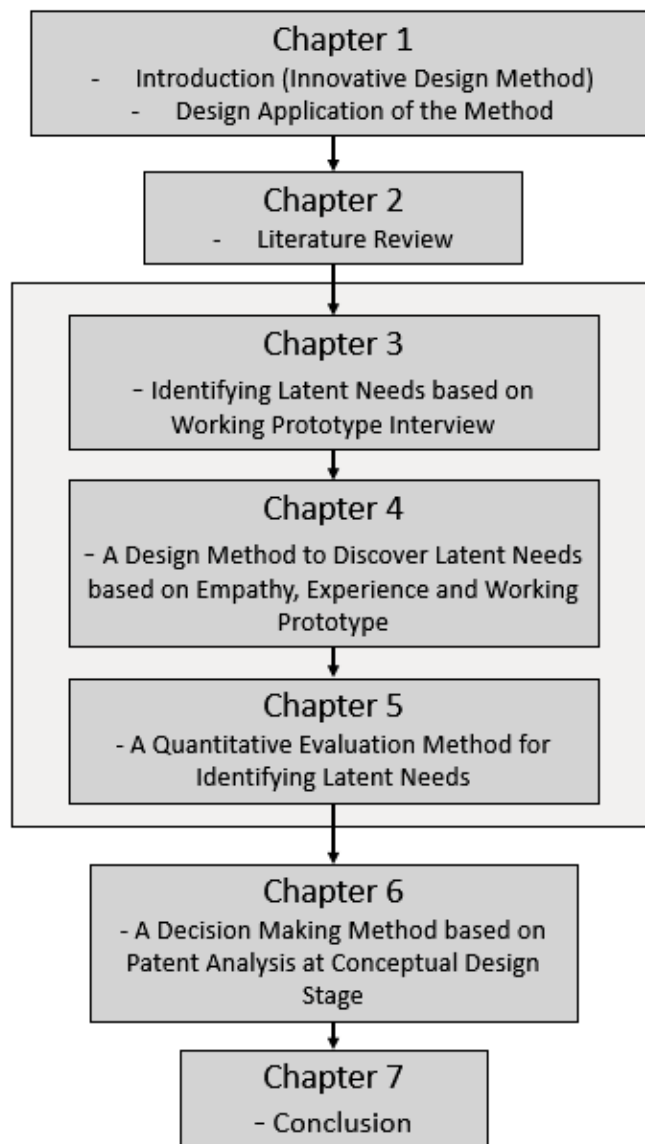 Chapter 1
- Introduction (Innovative Design Method)
- Design Application of the Method
Chapter 2
- Literature Review
Chapter 3
- Identifying Latent Needs based on
Working Prototype Interview
Chapter 4
- A Design Method to Discover Latent Needs
based on Empathy, Experience and Working
Prototype
Chapter 5
- A Quantitative Evaluation Method for
Identifying Latent Needs
Chapter 6
- A Decision Making Method based on
Patent Analysis at Conceptual Design
Stage
Chapter 7
- Conclusion